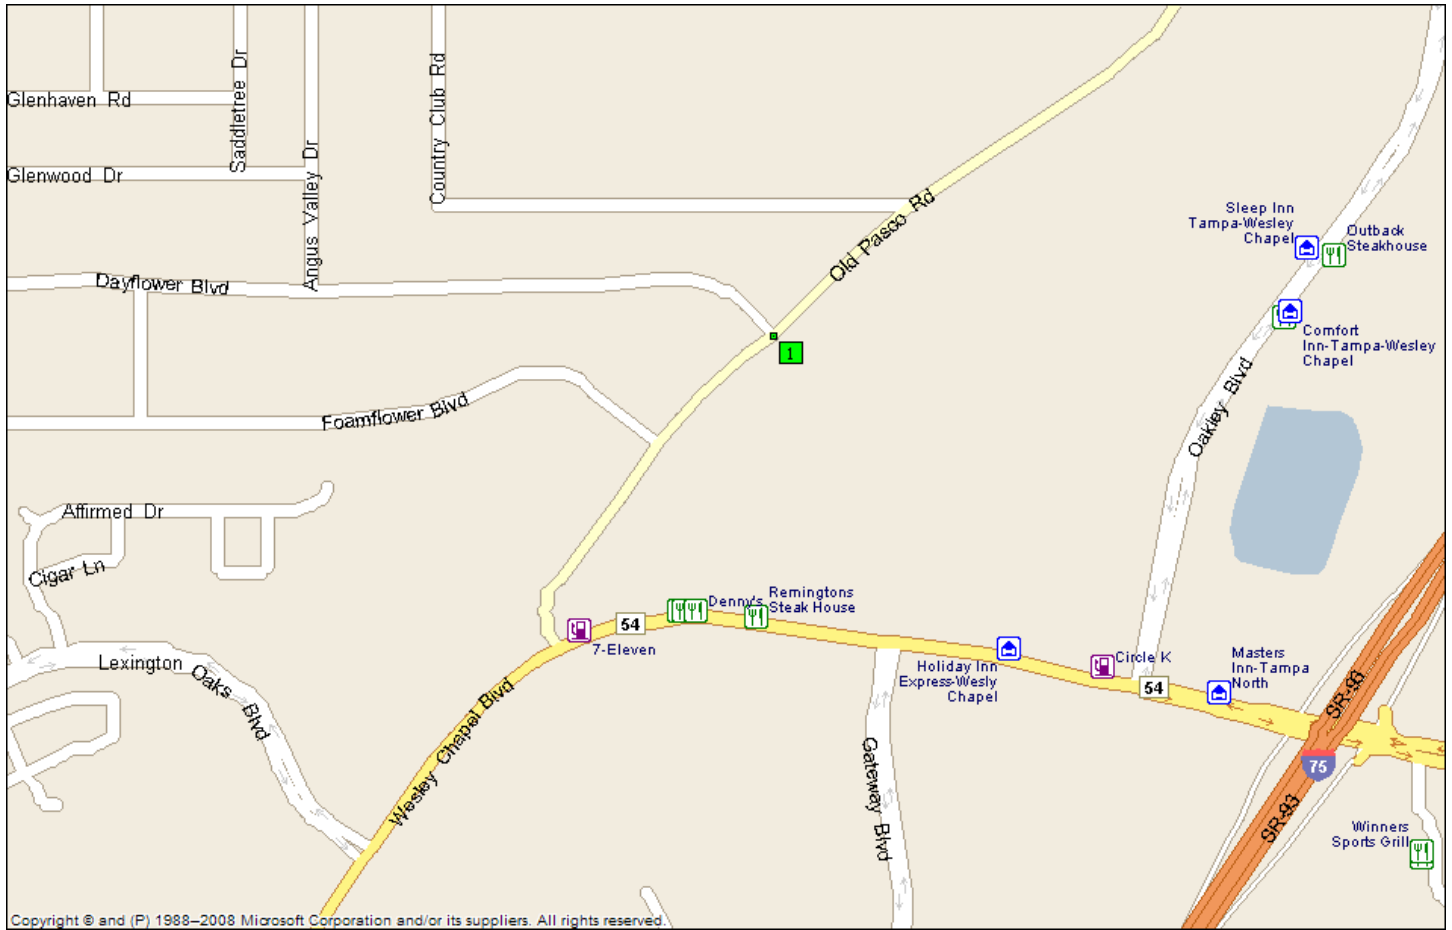 Glenhaven Rd
Saddletree Dr
Country Club Rd
Glenwood Dr
Angus Valley Dr
Old Pasco Rd
Sleep Inn
Tampa-Wesley
Chapel
Outback
Steakhouse
Dayflower Blvd
1
Comfort
Inn-Tampa-Wesley
Chapel
Oakley Blvd
Foamflower Blvd
Affirmed Dr
Cigar Ln
Denny's
Remingtons
Steak House
54
7-Eleven
Lexington Oaks Blvd
Wesley Chapel Blvd
Holiday Inn
Express-Wesly
Chapel
Circle K
54
Masters
Inn-Tampa
North
SR-93
75
SR-93
Gateway Blvd
Winners
Sports Grill
Copyright © and (P) 1988–2008 Microsoft Corporation and/or its suppliers. All rights reserved.